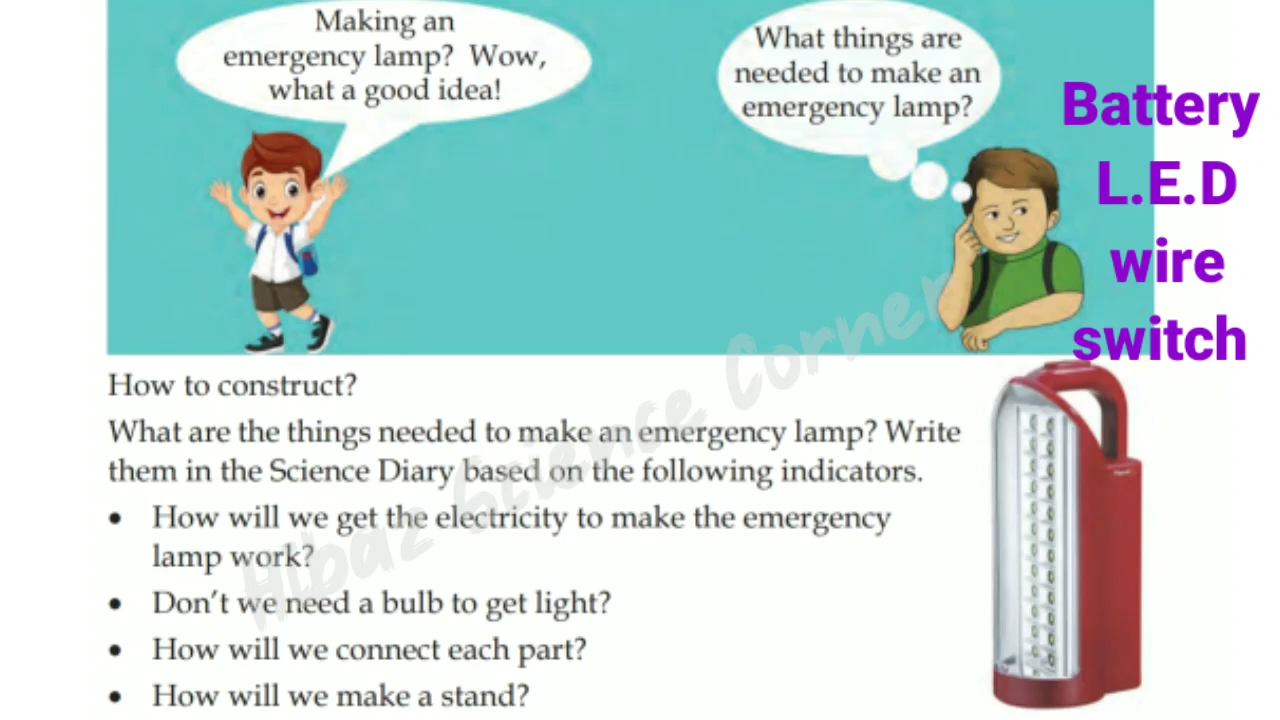 Making an
emergency lamp? Wow,
what a good idea!
What things are
needed to make an
emergency lamp?
Battery
L.E.D
wire
switch
How to construct?
What are the things needed to make an emergency lamp? Write
them in the Science Diary based on the following indicators.
• How will we get the electricity to make the emergency
lamp work?
• Don't we need a bulb to get light?
• How will we connect each part?
• How will we make a stand?
Hibaz Science Corner